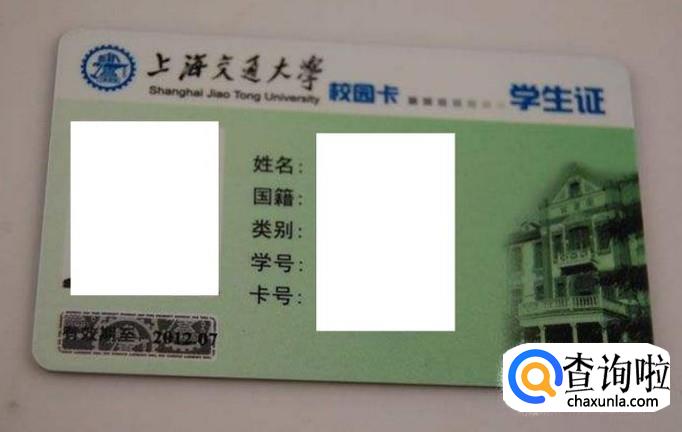 上海交通大学 校园卡 学生证
Shanghai Jiao Tong University
姓名:
国籍:
类别:
学号:
卡号:
有效期至 2012.07
查询啦
chaxunla.com